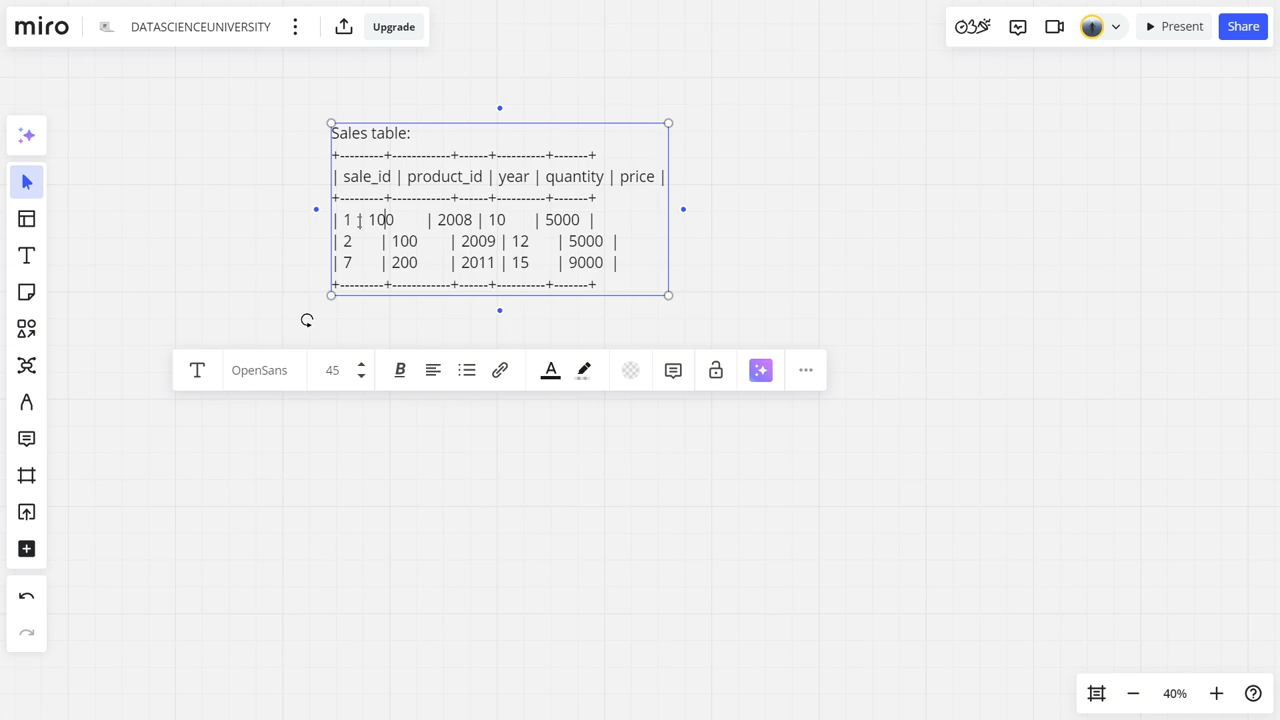 miro
DATASCIENCEUNIVERSITY
Upgrade
Present
Share
Sales table:
+---------+------------+------+----------+-------+
| sale_id | product_id | year | quantity | price |
+---------+------------+------+----------+-------+
| 1 | 100 | 2008 | 10 | 5000 |
| 2 | 100 | 2009 | 12 | 5000 |
| 7 | 200 | 2011 | 15 | 9000 |
+---------+------------+------+----------+-------+
OpenSans
45
40%